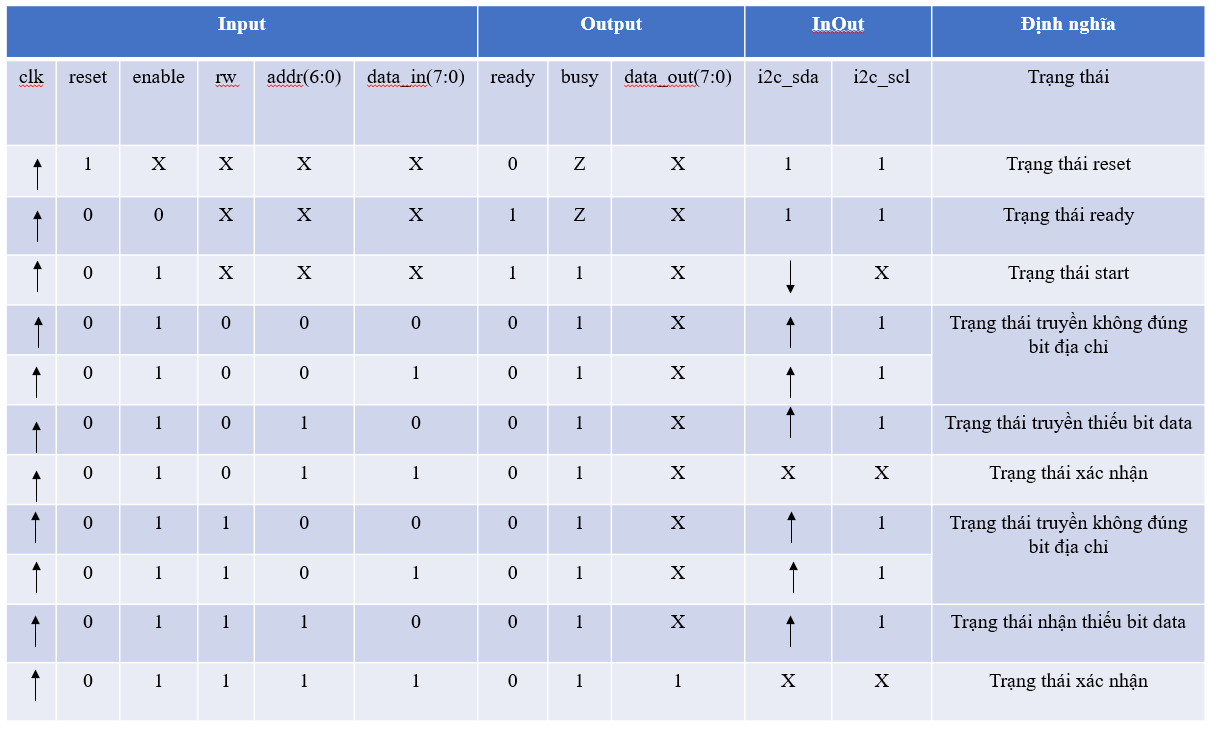 Input Output InOut Định nghĩa
clk reset enable rw addr(6:0) data_in(7:0) ready busy data_out(7:0) i2c_sda i2c_scl Trạng thái
↑ 1 X X X X 0 Z X 1 1 Trạng thái reset
↑ 0 0 X X X 1 Z X 1 1 Trạng thái ready
↑ 0 1 X X X 1 1 X ↓ X Trạng thái start
↑ 0 1 0 0 0 0 1 X ↑ 1 Trạng thái truyền không đúng
bit địa chỉ
↑ 0 1 0 0 1 0 1 X ↑ 1
↑ 0 1 0 1 0 0 1 X ↑ 1 Trạng thái truyền thiếu bit data
↑ 0 1 0 1 1 0 1 X X X Trạng thái xác nhận
↑ 0 1 1 0 0 0 1 X ↑ 1 Trạng thái truyền không đúng
bit địa chỉ
↑ 0 1 1 0 1 0 1 X ↑ 1
↑ 0 1 1 1 0 0 1 X ↑ 1 Trạng thái nhận thiếu bit data
↑ 0 1 1 1 1 0 1 1 X X Trạng thái xác nhận